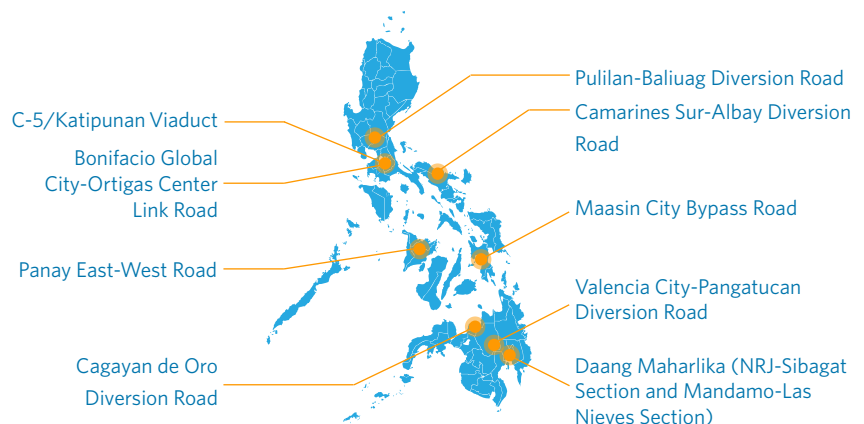 C-5/Katipunan Viaduct
Bonifacio Global
City-Ortigas Center
Link Road
Panay East-West Road
Cagayan de Oro
Diversion Road
Pulilan-Baliuag Diversion Road
Camarines Sur-Albay Diversion
Road
Maasin City Bypass Road
Valencia City-Pangatucan
Diversion Road
Daang Maharlika (NRJ-Sibagat
Section and Mandamo-Las
Nieves Section)